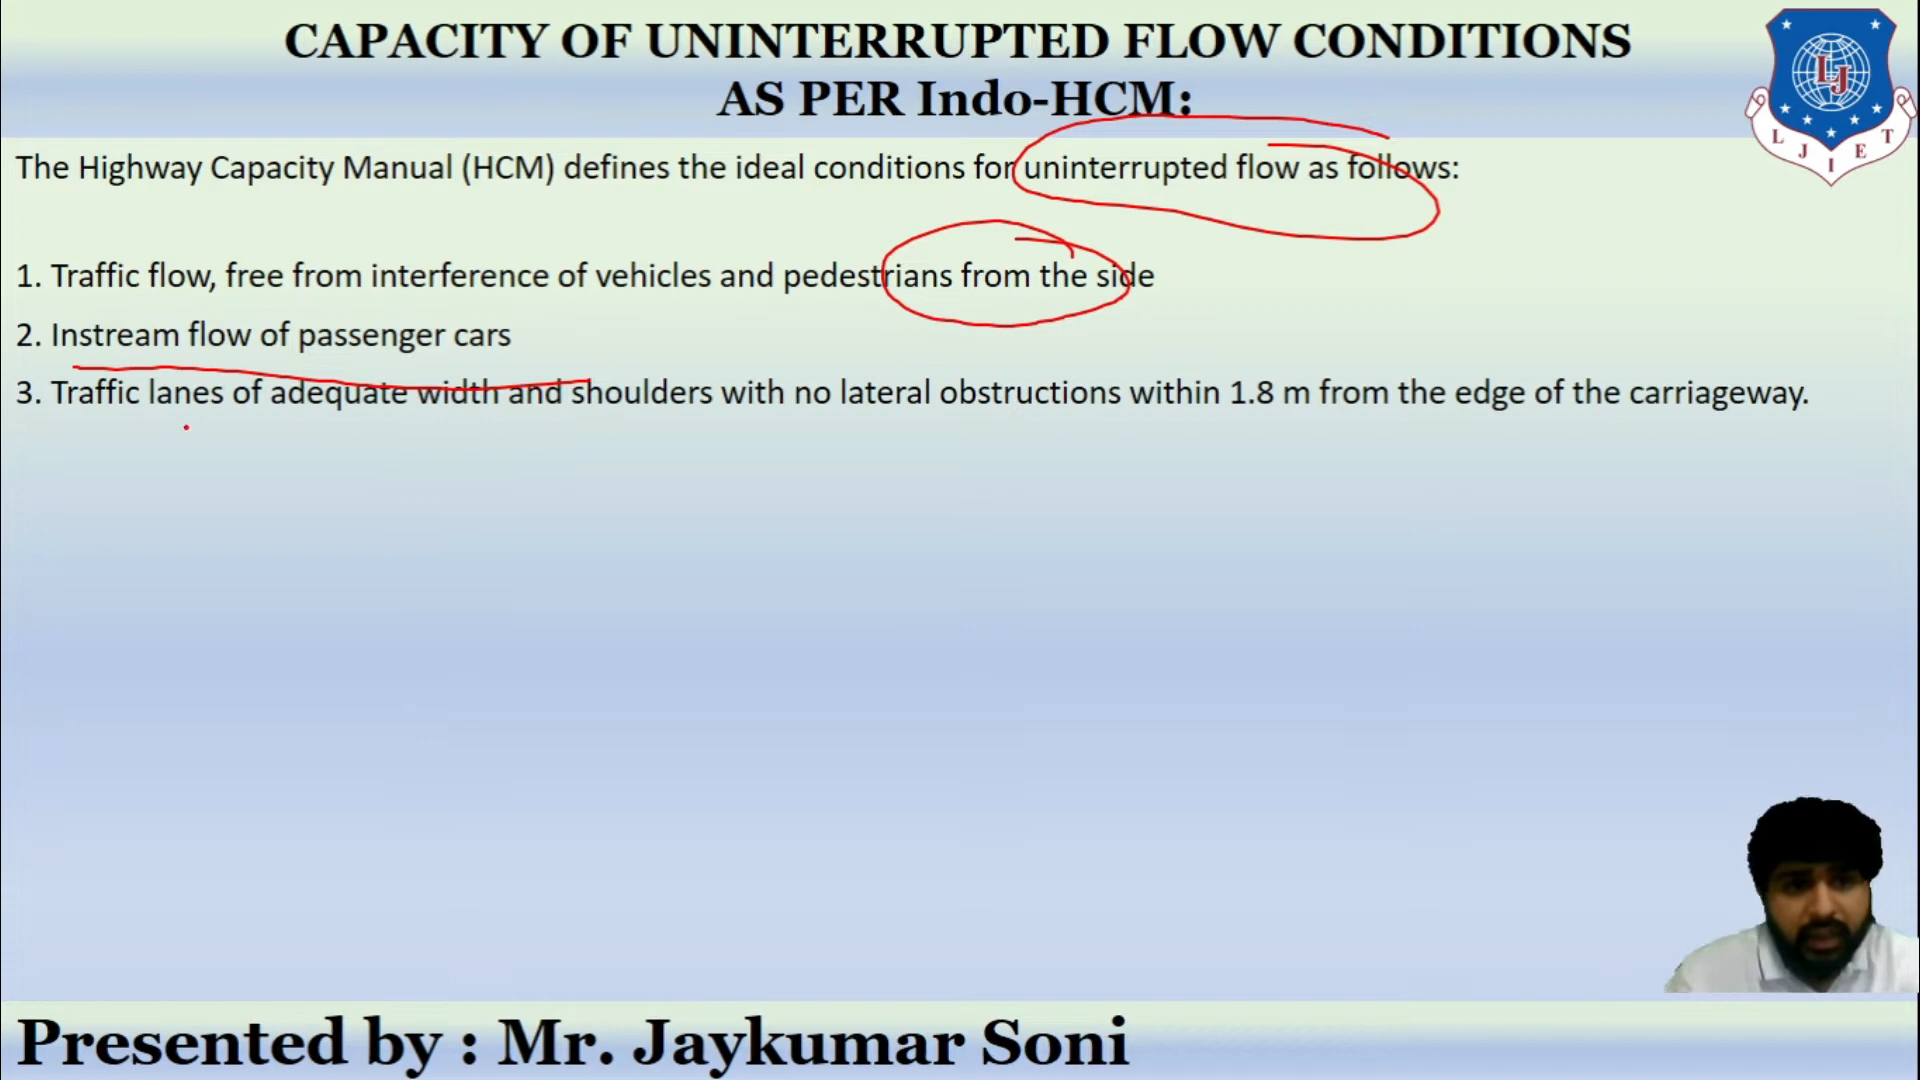 CAPACITY OF UNINTERRUPTED FLOW CONDITIONS
AS PER Indo-HCM:
L J I E T
LJ
The Highway Capacity Manual (HCM) defines the ideal conditions for uninterrupted flow as follows:
1. Traffic flow, free from interference of vehicles and pedestrians from the side
2. Instream flow of passenger cars
3. Traffic lanes of adequate width and shoulders with no lateral obstructions within 1.8 m from the edge of the carriageway.
Presented by : Mr. Jaykumar Soni